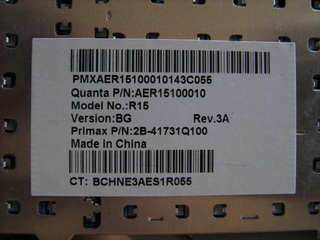 PMXAER15100010143C055
Quanta P/N:AER15100010
Model No.:R15
Version:BG Rev.3A
Primax P/N:2B-41731Q100
Made in China
CT: BCHNE3AES1R055